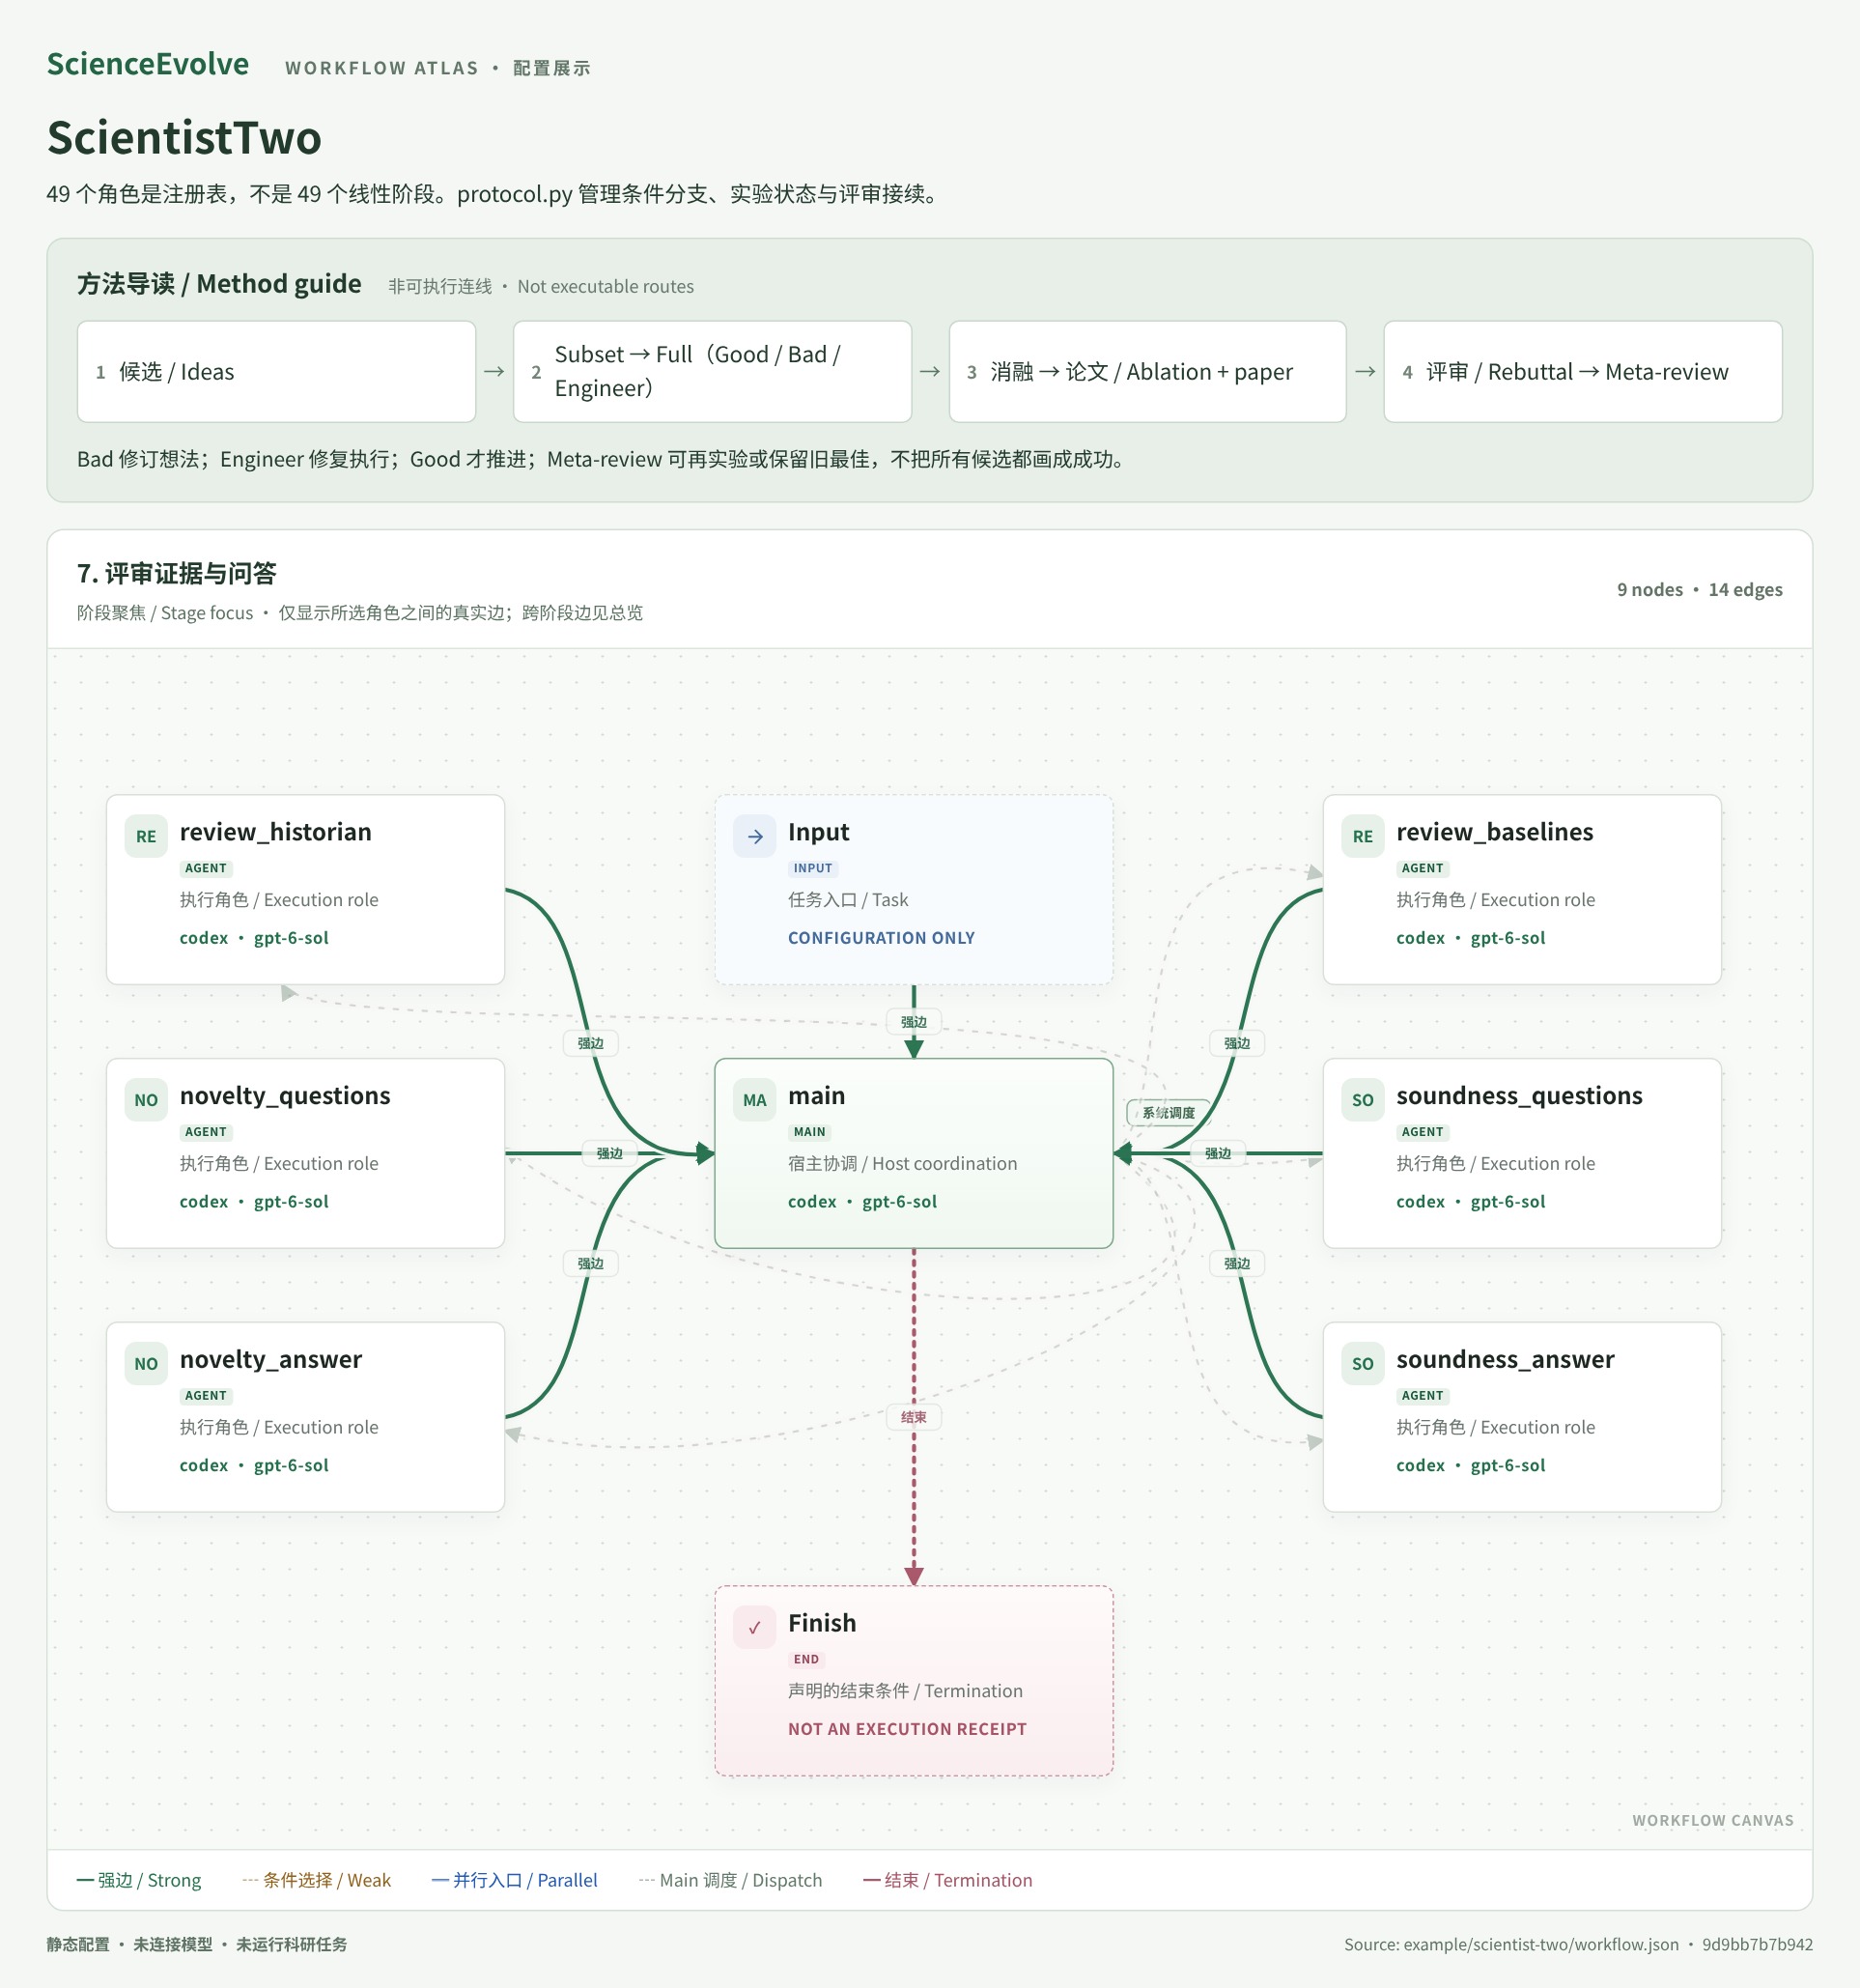 ScienceEvolve
WORKFLOW ATLAS • 配置展示
ScientistTwo
49 个角色是注册表，不是 49 个线性阶段。protocol.py 管理条件分支、实验状态与评审接续。
方法导读 / Method guide
非可执行连线 • Not executable routes
1 候选 / Ideas
→
2 Subset → Full（Good / Bad /
Engineer）
→
3 消融 → 论文 / Ablation + paper
→
4 评审 / Rebuttal → Meta-review
Bad 修订想法；Engineer 修复执行；Good 才推进；Meta-review 可再实验或保留旧最佳，不把所有候选都画成成功。
7. 评审证据与问答
阶段聚焦 / Stage focus • 仅显示所选角色之间的真实边；跨阶段边见总览
9 nodes • 14 edges
RE
review_historian
AGENT
执行角色 / Execution role
codex • gpt-6-sol
→
Input
INPUT
任务入口 / Task
CONFIGURATION ONLY
RE
review_baselines
AGENT
执行角色 / Execution role
codex • gpt-6-sol
强边
强边
强边
NO
novelty_questions
AGENT
执行角色 / Execution role
codex • gpt-6-sol
强边
MA
main
MAIN
宿主协调 / Host coordination
codex • gpt-6-sol
系统调度
强边
SO
soundness_questions
AGENT
执行角色 / Execution role
codex • gpt-6-sol
强边
强边
NO
novelty_answer
AGENT
执行角色 / Execution role
codex • gpt-6-sol
结束
SO
soundness_answer
AGENT
执行角色 / Execution role
codex • gpt-6-sol
✓
Finish
END
声明的结束条件 / Termination
NOT AN EXECUTION RECEIPT
WORKFLOW CANVAS
强边 / Strong
条件选择 / Weak
并行入口 / Parallel
Main 调度 / Dispatch
结束 / Termination
静态配置 • 未连接模型 • 未运行科研任务
Source: example/scientist-two/workflow.json • 9d9bb7b7b942